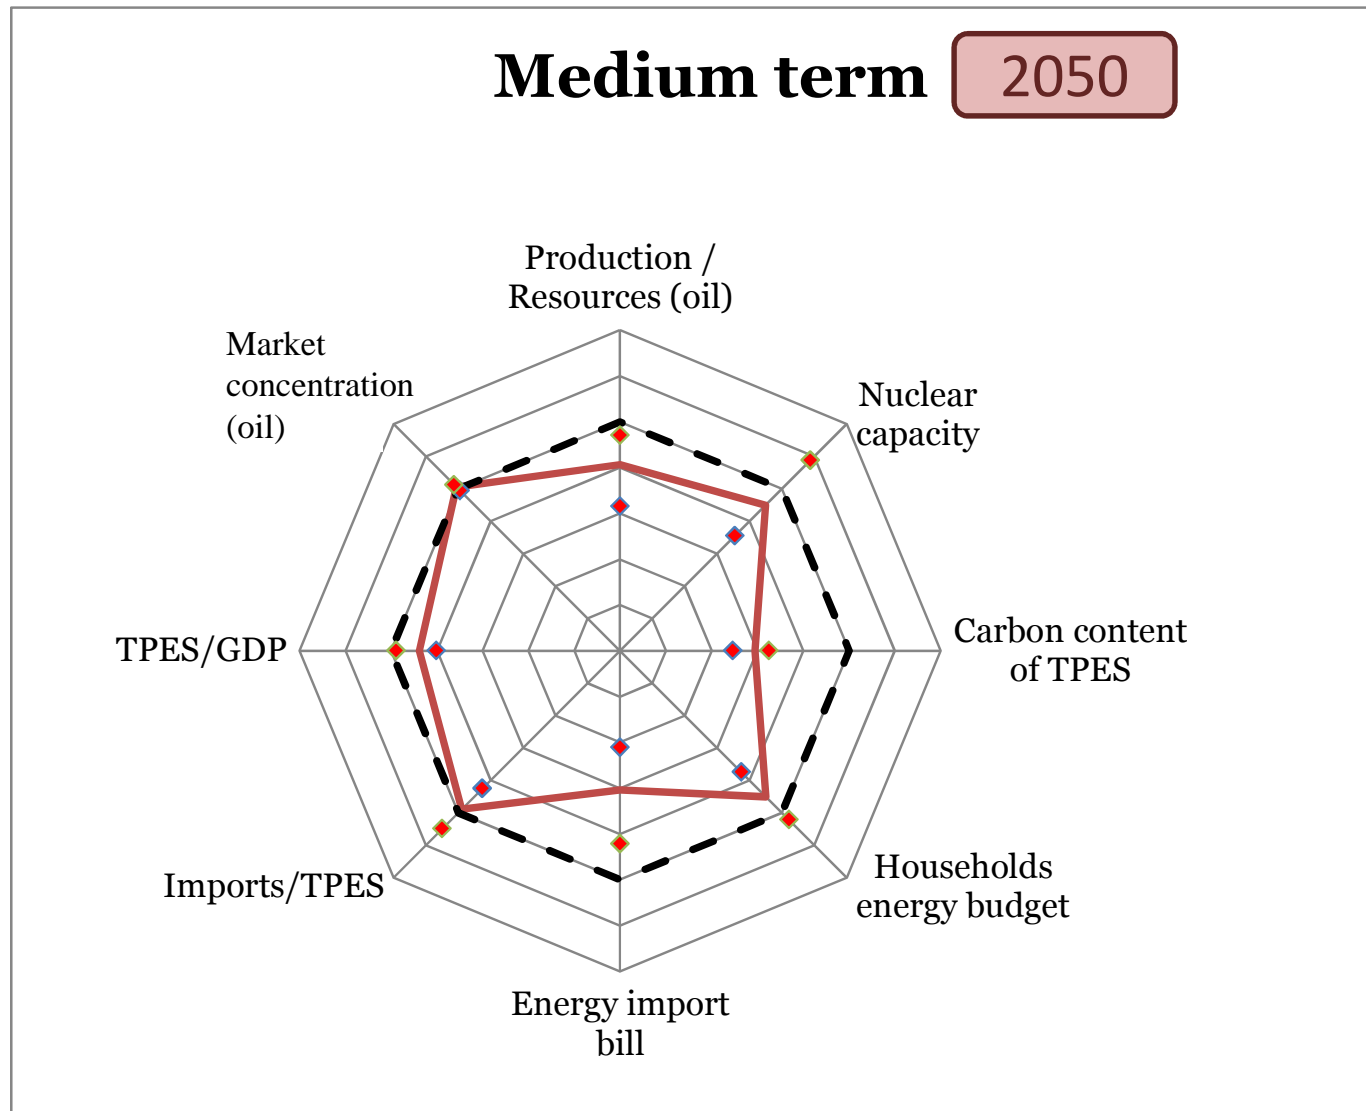 Medium term 2050
Production /
Resources (oil)
Market
concentration
(oil)
Nuclear
capacity
TPES/GDP
Carbon content
of TPES
Imports/TPES
Households
energy budget
Energy import
bill